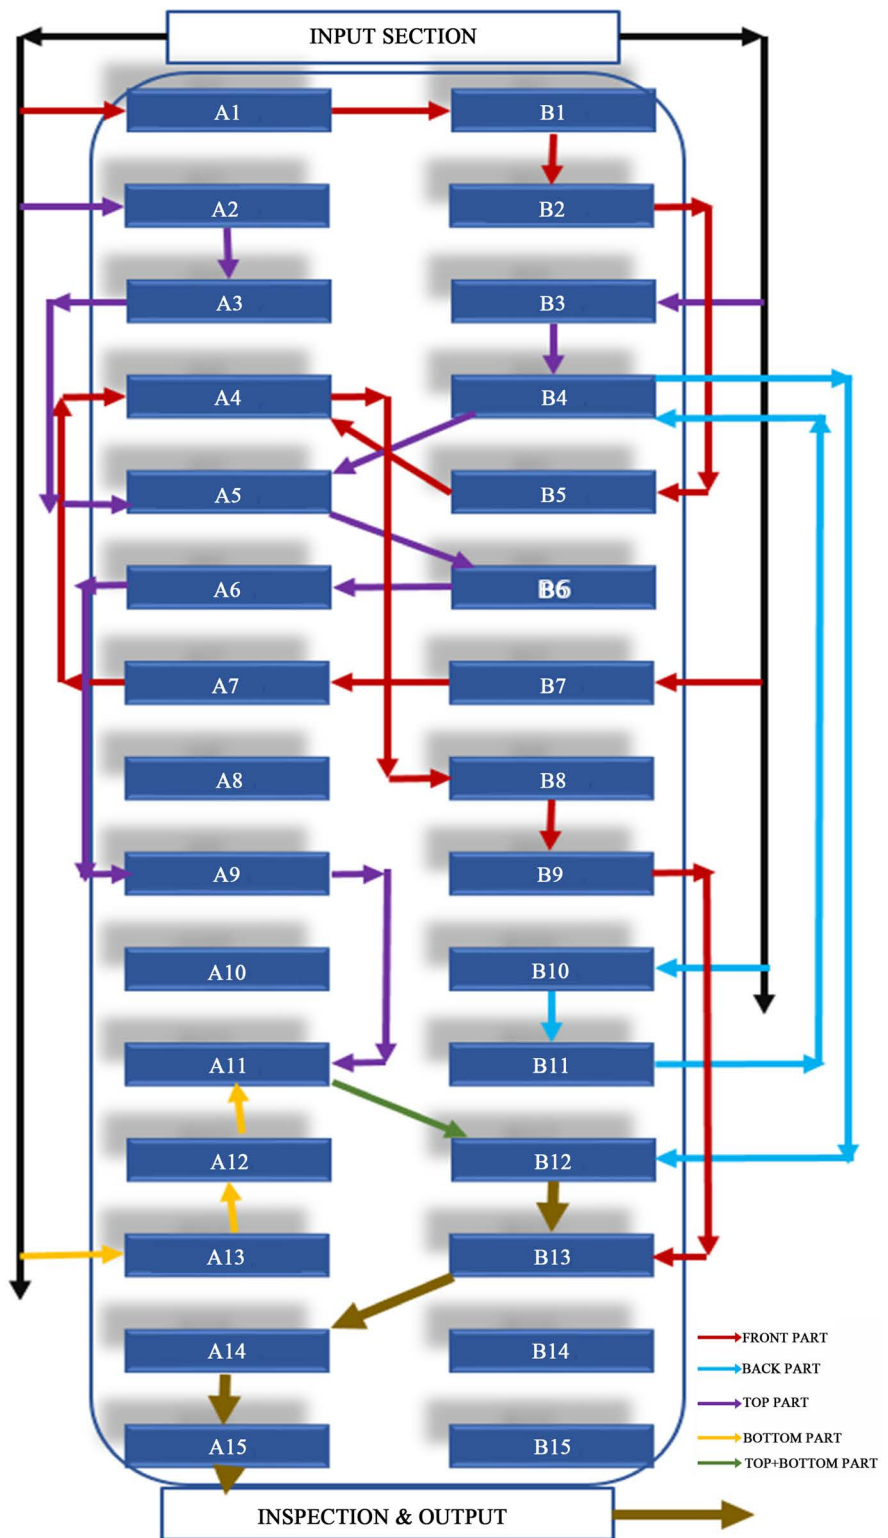 INPUT SECTION
A1 B1
A2 B2
A3 B3
A4 B4
A5 B5
A6 B6
A7 B7
A8 B8
A9 B9
A10 B10
A11 B11
A12 B12
A13 B13
A14 B14
A15 B15
FRONT PART
BACK PART
TOP PART
BOTTOM PART
TOP+BOTTOM PART
INSPECTION & OUTPUT